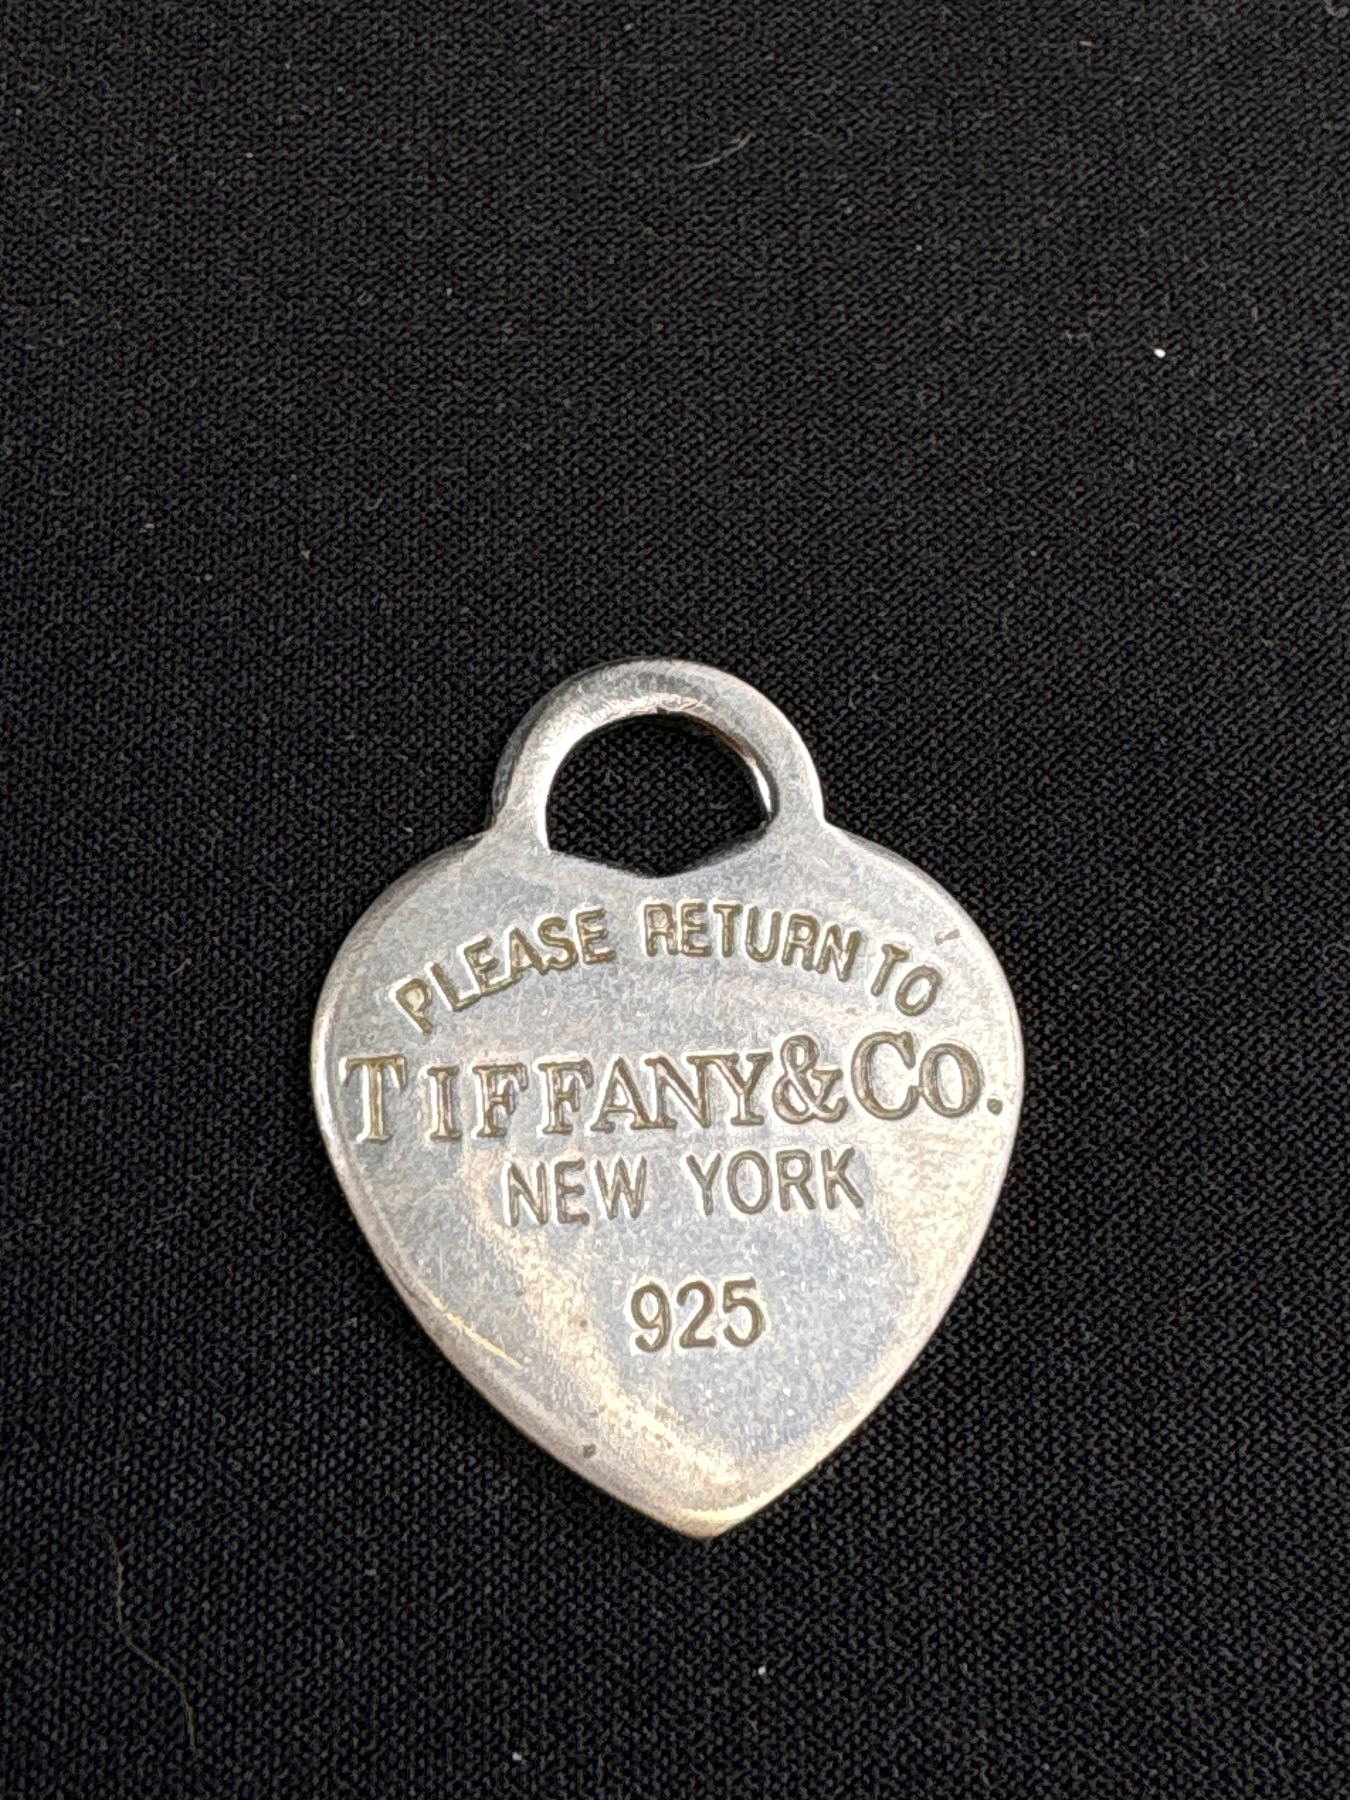 PLEASE RETURN TO
TIFFANY & CO.
NEW YORK
925